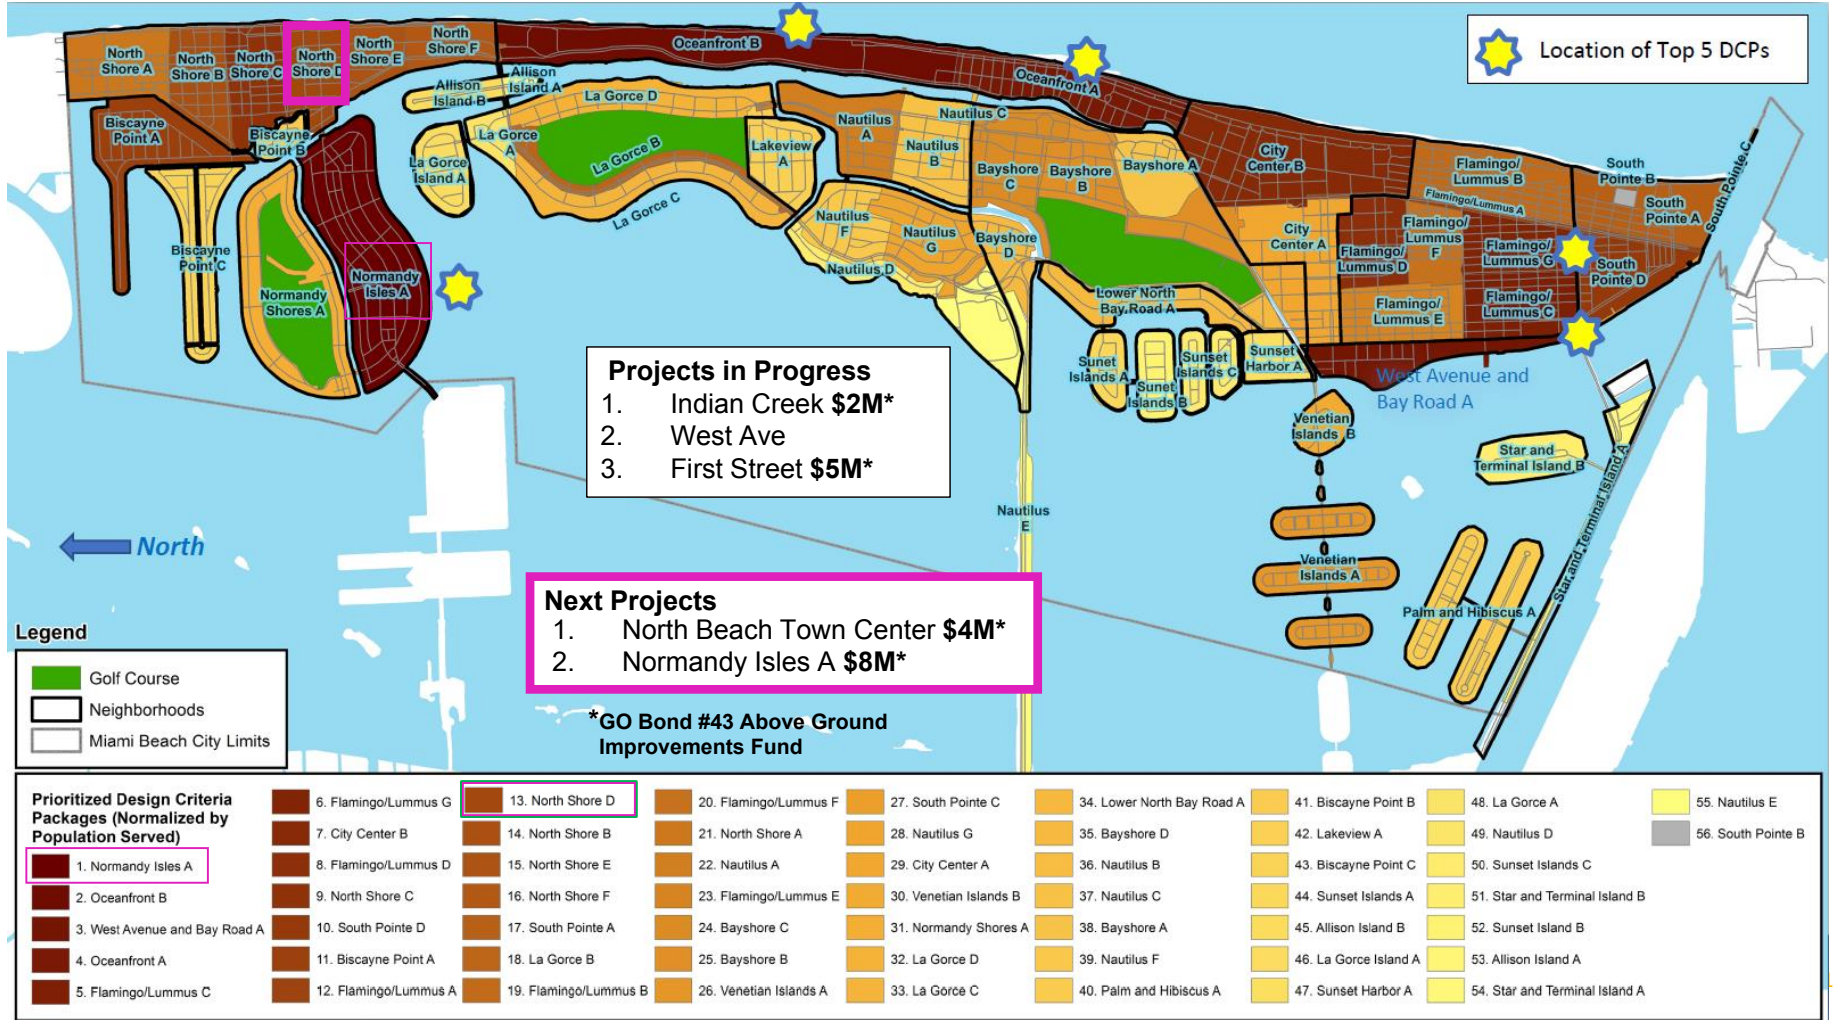 North
Shore A
North
Shore B
North
Shore C
North
Shore D
North
Shore E
North
Shore F
Oceanfront B
Oceanfront A
Location of Top 5 DCPs
Allison
Island A
Allison
Island B
La Gorce D
Biscayne
Point A
Biscayne
Point B
La Gorce
A
La Gorce B
La Gorce
Island A
La Gorce C
Lakeview
A
Nautilus
A
Nautilus
B
Nautilus C
Bayshore
C
Bayshore
B
Bayshore A
City
Center B
Flamingo/
Lummus B
Flamingo/Lummus A
South
Pointe B
South
Pointe A
South Pointe C
Biscayne
Point C
Normandy
Isles A
Normandy
Shores A
Nautilus
F
Nautilus
G
Nautilus D
Bayshore
D
City
Center A
Flamingo/
Lummus D
Flamingo/
Lummus
F
Flamingo/
Lummus G
South
Pointe D
Flamingo/
Lummus E
Flamingo/
Lummus C
Lower North
Bay Road A
Sunet
Islands A
Sunset
Islands B
Sunset
Islands C
Sunset
Harbor A
West Avenue and
Bay Road A
Projects in Progress
1. Indian Creek $2M*
2. West Ave
3. First Street $5M*
Venetian
Islands B
Star and
Terminal Island B
Nautilus
E
Venetian
Islands A
Star and Terminal Island A
Palm and Hibiscus A
North
Next Projects
1. North Beach Town Center $4M*
2. Normandy Isles A $8M*
*GO Bond #43 Above Ground
Improvements Fund
Legend
Golf Course
Neighborhoods
Miami Beach City Limits
Prioritized Design Criteria
Packages (Normalized by
Population Served)
1. Normandy Isles A
2. Oceanfront B
3. West Avenue and Bay Road A
4. Oceanfront A
5. Flamingo/Lummus C
6. Flamingo/Lummus G
7. City Center B
8. Flamingo/Lummus D
9. North Shore C
10. South Pointe D
11. Biscayne Point A
12. Flamingo/Lummus A
13. North Shore D
14. North Shore B
15. North Shore E
16. North Shore F
17. South Pointe A
18. La Gorce B
19. Flamingo/Lummus B
20. Flamingo/Lummus F
21. North Shore A
22. Nautilus A
23. Flamingo/Lummus E
24. Bayshore C
25. Bayshore B
26. Venetian Islands A
27. South Pointe C
28. Nautilus G
29. City Center A
30. Venetian Islands B
31. Normandy Shores A
32. La Gorce D
33. La Gorce C
34. Lower North Bay Road A
35. Bayshore D
36. Nautilus B
37. Nautilus C
38. Bayshore A
39. Nautilus F
40. Palm and Hibiscus A
41. Biscayne Point B
42. Lakeview A
43. Biscayne Point C
44. Sunset Islands A
45. Allison Island B
46. La Gorce Island A
47. Sunset Harbor A
48. La Gorce A
49. Nautilus D
50. Sunset Islands C
51. Star and Terminal Island B
52. Sunset Island B
53. Allison Island A
54. Star and Terminal Island A
55. Nautilus E
56. South Pointe B